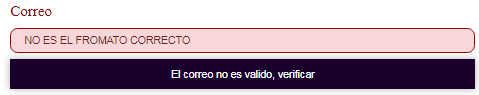 Correo
NO ES EL FROMATO CORRECTO
El correo no es valido, verificar